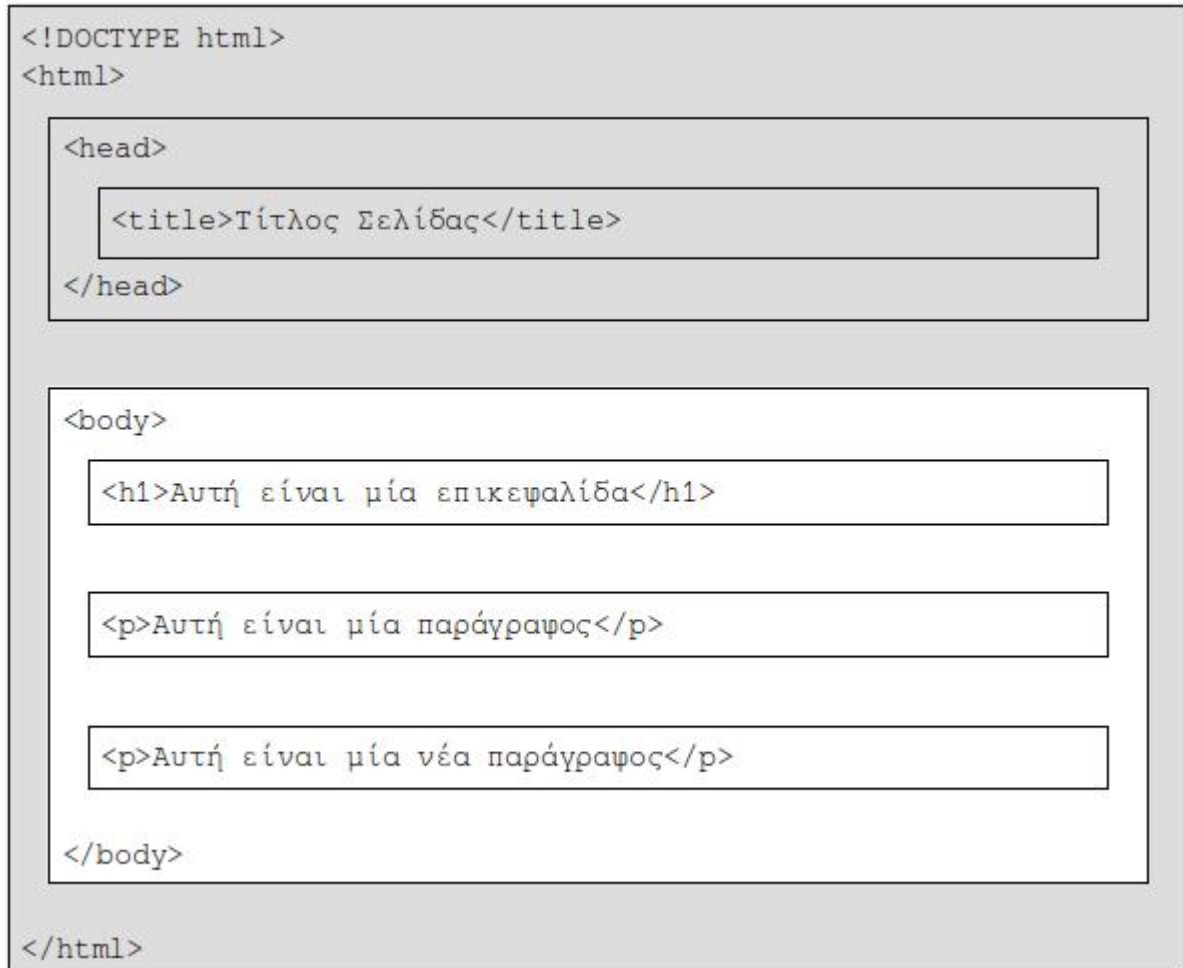 <!DOCTYPE html>
<html>
<head>
<title>Τίτλος Σελίδας</title>
</head>
<body>
<h1>Αυτή είναι μία επικεφαλίδα</h1>
<p>Αυτή είναι μία παράγραφος</p>
<p>Αυτή είναι μία νέα παράγραφος</p>
</body>
</html>